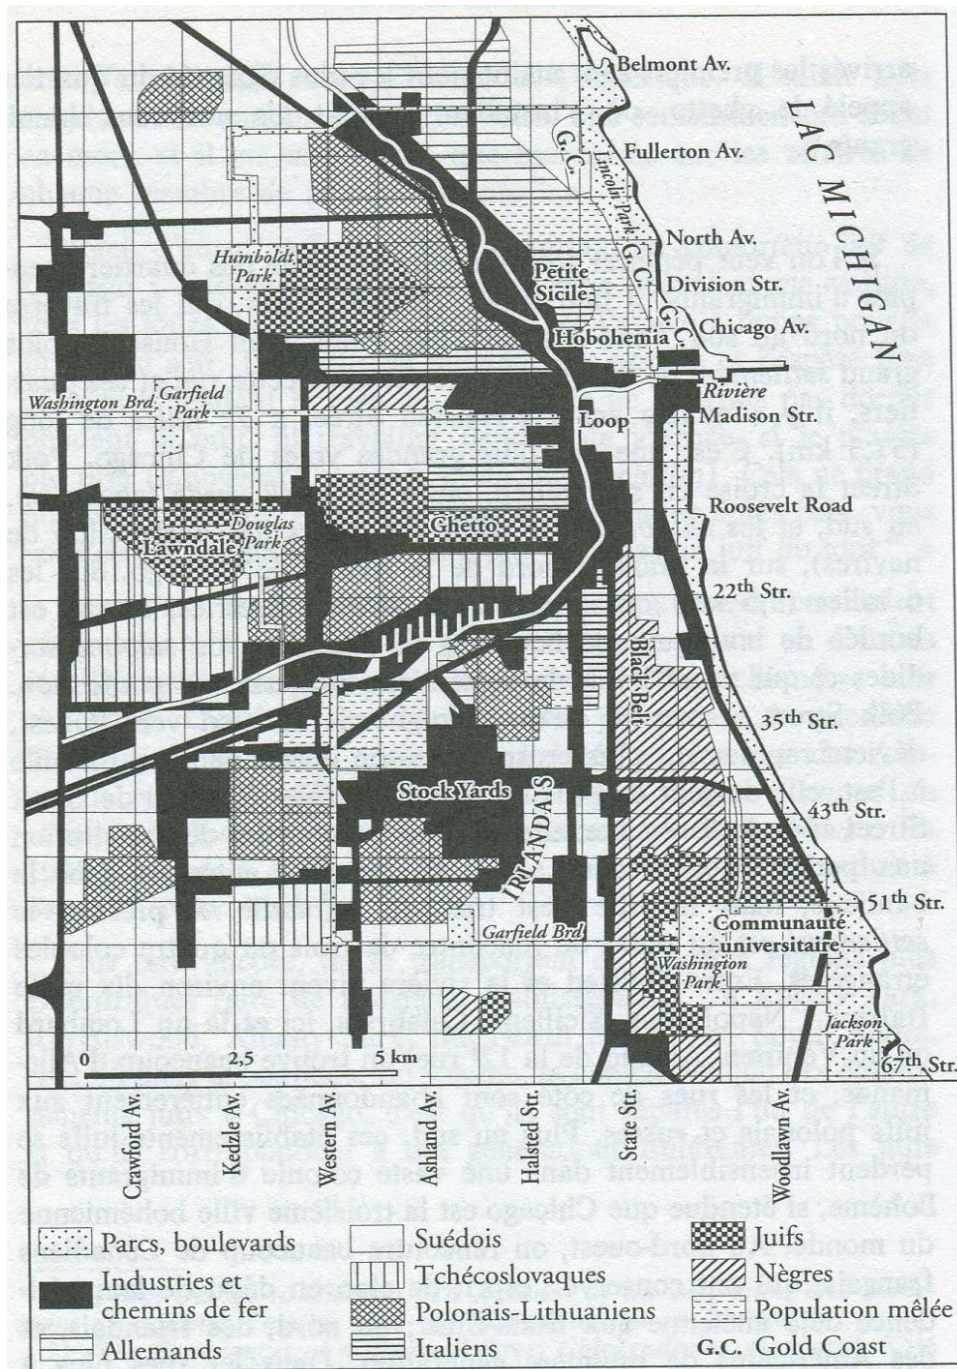 Belmont Av.
Fullerton Av.
LAC MICHIGAN
G.C.
Lincoln Park
North Av.
G.C.
Humboldt
Park
Petite
Sicile
Division Str.
Hobohemia
G.C.
Chicago Av.
Washington Brd
Garfield
Park
Rivière
Loop
Madison Str.
Roosevelt Road
Ghetto
Douglas
Park
Lawndale
22th Str.
Black Belt
35th Str.
Stock Yards
IRLANDAIS
43th Str.
51th Str.
Communauté
universitaire
Garfield Brd
Washington
Park
Jackson
Park
67th Str.
0 2,5 5 km
Crawford Av.
Kedzle Av.
Western Av.
Ashland Av.
Halsted Str.
State Str.
Woodlawn A.
Parcs, boulevards
Industries et
chemins de fer
Allemands
Suédois
Tchécoslovaques
Polonais-Lithuaniens
Italiens
Juifs
Nègres
Population mêlée
G.C. Gold Coast